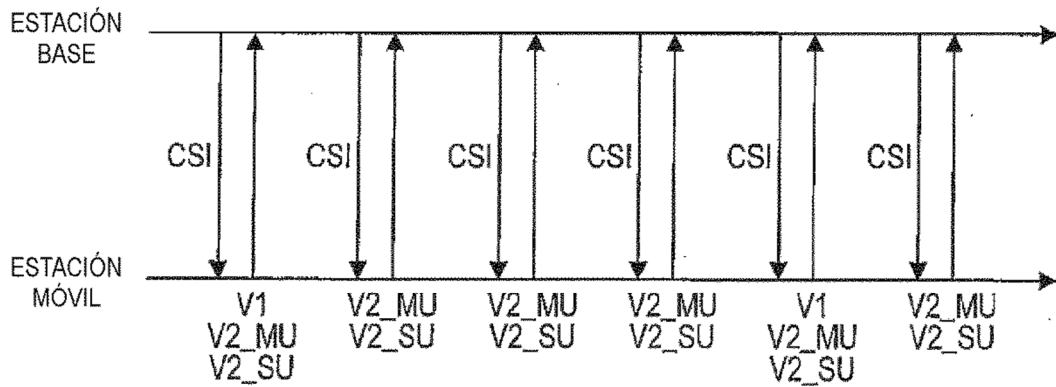 ESTACIÓN
BASE
CSI CSI CSI CSI CSI CSI
ESTACIÓN
MÓVIL
V1 V2_MU V2_MU V2_MU V1 V2_MU
V2_MU V2_SU V2_SU V2_SU V2_MU V2_SU
V2_SU V2_SU